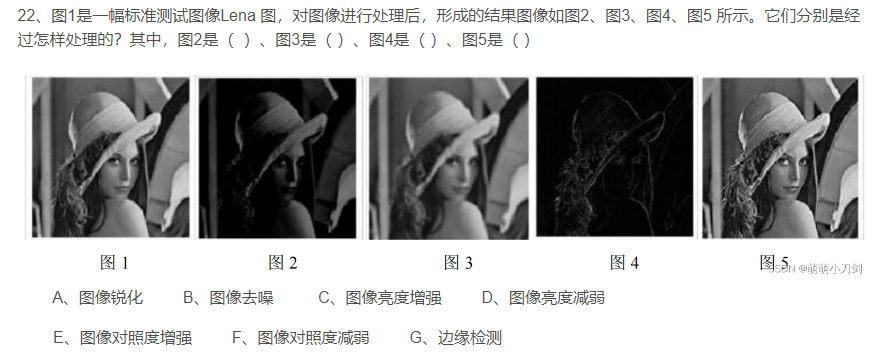 22、图1是一幅标准测试图像Lena 图，对图像进行处理后，形成的结果图像如图2、图3、图4、图5 所示。它们分别是经
过怎样处理的？其中，图2是（ ）、图3是（ ）、图4是（ ）、图5是（ ）
图 1 图 2 图 3 图 4 图 5
CSDN @萌萌小刀剑
A、图像锐化 B、图像去噪 C、图像亮度增强 D、图像亮度减弱
E、图像对照度增强 F、图像对照度减弱 G、边缘检测